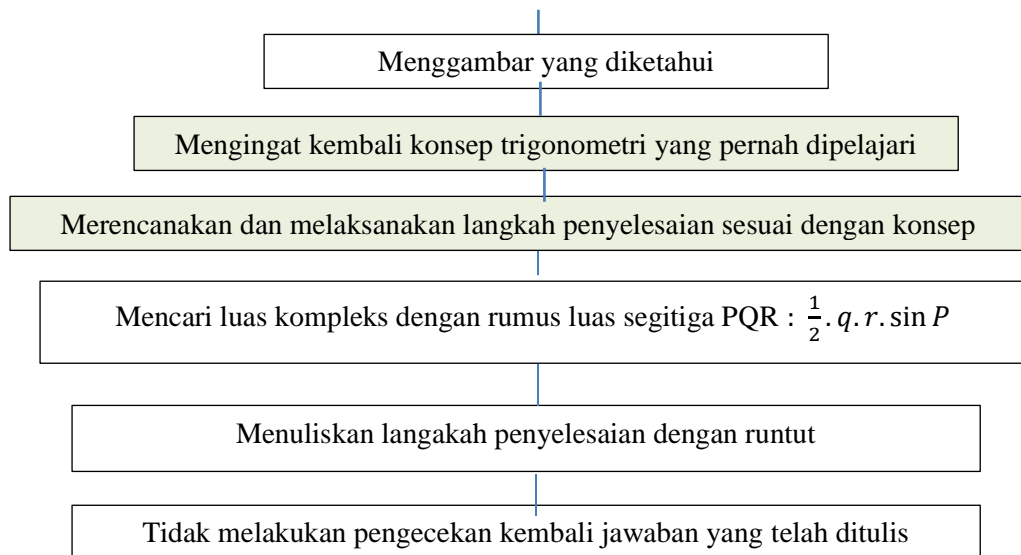 Menggambar yang diketahui
Mengingat kembali konsep trigonometri yang pernah dipelajari
Merencanakan dan melaksanakan langkah penyelesaian sesuai dengan konsep
Mencari luas kompleks dengan rumus luas segitiga PQR : \frac{1}{2}. q. r. sin P
Menuliskan langakah penyelesaian dengan runtut
Tidak melakukan pengecekan kembali jawaban yang telah ditulis